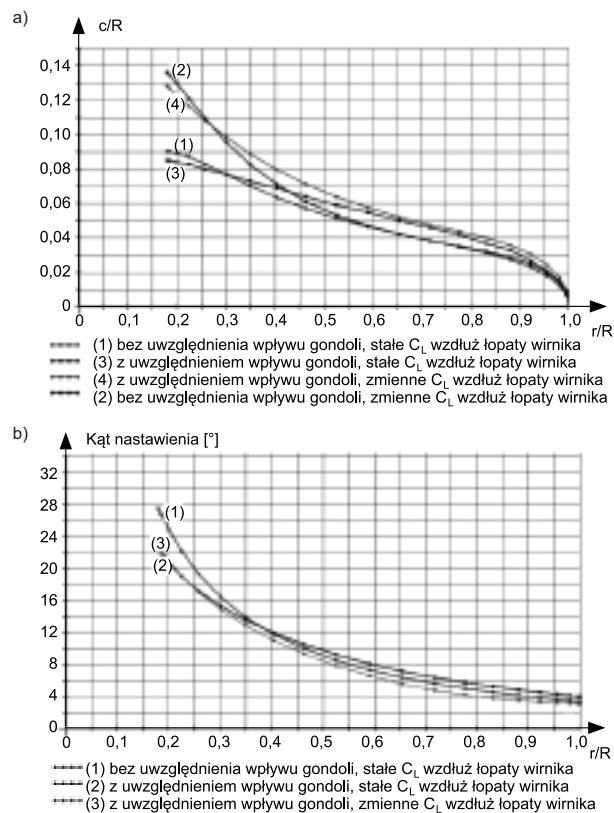 a)
c/R
0,14
0,12
0,10
0,08
0,06
0,04
0,02
0
(2)
(4)
(1)
(3)
0 0,1 0,2 0,3 0,4 0,5 0,6 0,7 0,8 0,9 1,0
r/R
(1) bez uwzględnienia wpływu gondoli, stałe CL wzdłuż łopaty wirnika
(3) z uwzględnieniem wpływu gondoli, stałe CL wzdłuż łopaty wirnika
(4) z uwzględnieniem wpływu gondoli, zmienne CL wzdłuż łopaty wirnika
(2) bez uwzględnienia wpływu gondoli, zmienne CL wzdłuż łopaty wirnika
b)
Kąt nastawienia [°]
32
28
24
20
16
12
8
4
0
(1)
(3)
(2)
0 0,1 0,2 0,3 0,4 0,5 0,6 0,7 0,8 0,9 1,0
r/R
(1) bez uwzględnienia wpływu gondoli, stałe CL wzdłuż łopaty wirnika
(2) z uwzględnieniem wpływu gondoli, stałe CL wzdłuż łopaty wirnika
(3) z uwzględnieniem wpływu gondoli, zmienne CL wzdłuż łopaty wirnika